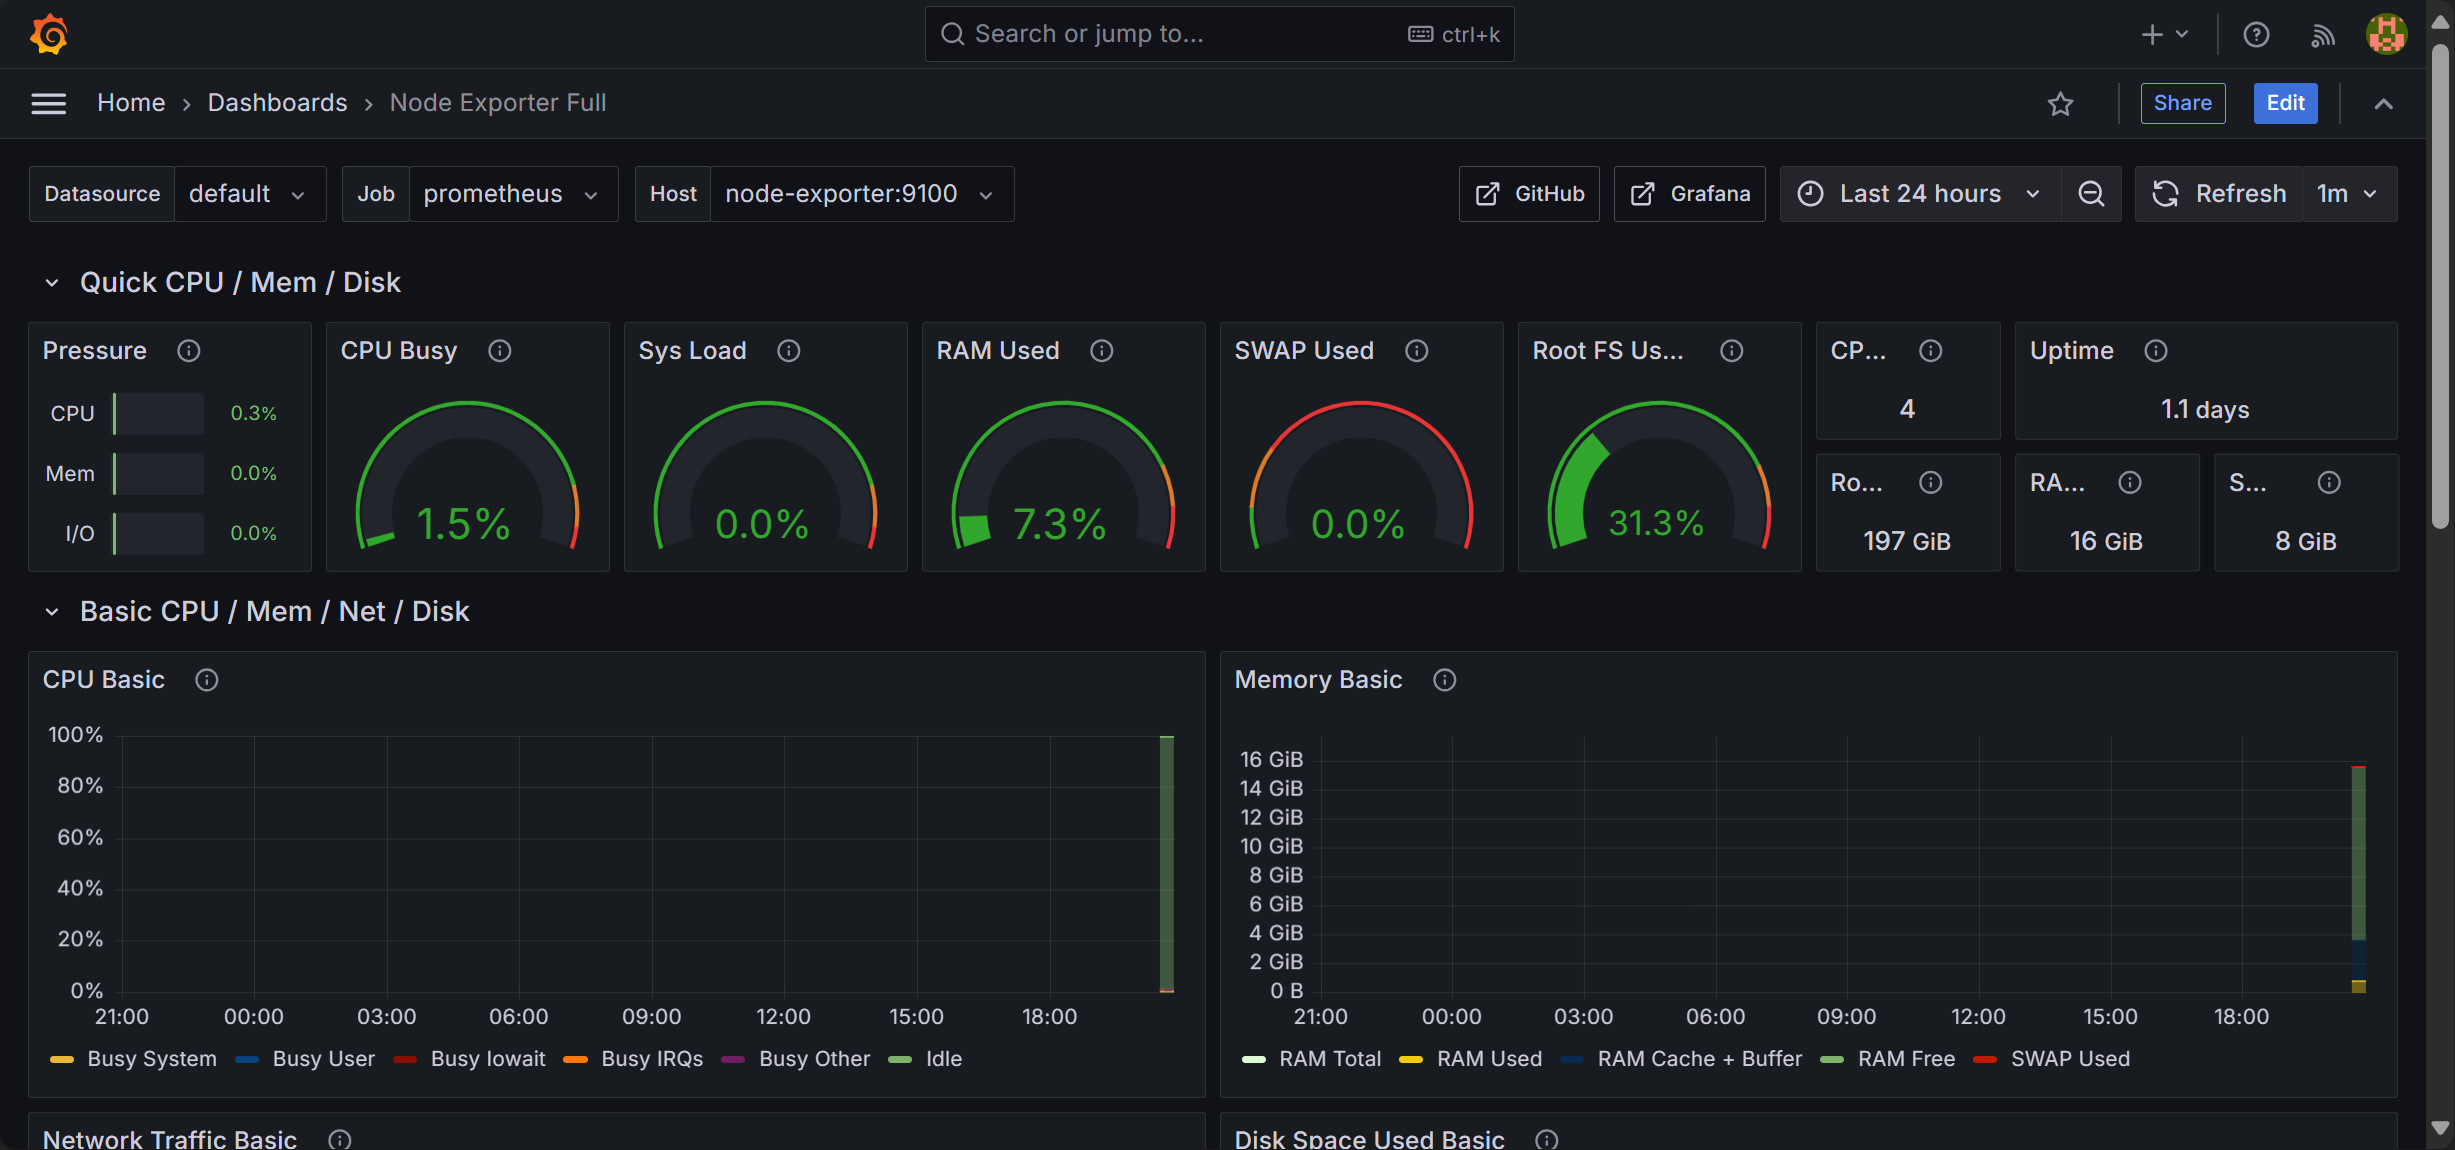 Search or jump to... ctrl+k
Home › Dashboards › Node Exporter Full Share Edit
Datasource default Job prometheus Host node-exporter:9100 GitHub Grafana Last 24 hours Refresh 1m
Quick CPU / Mem / Disk
Pressure CPU Busy Sys Load RAM Used SWAP Used Root FS Us... CP... Uptime
CPU 0.3%
Mem 0.0%
I/O 0.0%
1.5%
0.0%
7.3%
0.0%
31.3%
4
1.1 days
Ro... RA... S...
197 GiB 16 GiB 8 GiB
Basic CPU / Mem / Net / Disk
CPU Basic
100%
80%
60%
40%
20%
0%
21:00 00:00 03:00 06:00 09:00 12:00 15:00 18:00
Busy System Busy User Busy Iowait Busy IRQs Busy Other Idle
Memory Basic
16 GiB
14 GiB
12 GiB
10 GiB
8 GiB
6 GiB
4 GiB
2 GiB
0 B
21:00 00:00 03:00 06:00 09:00 12:00 15:00 18:00
RAM Total RAM Used RAM Cache + Buffer RAM Free SWAP Used
Network Traffic Basic
Disk Space Used Basic